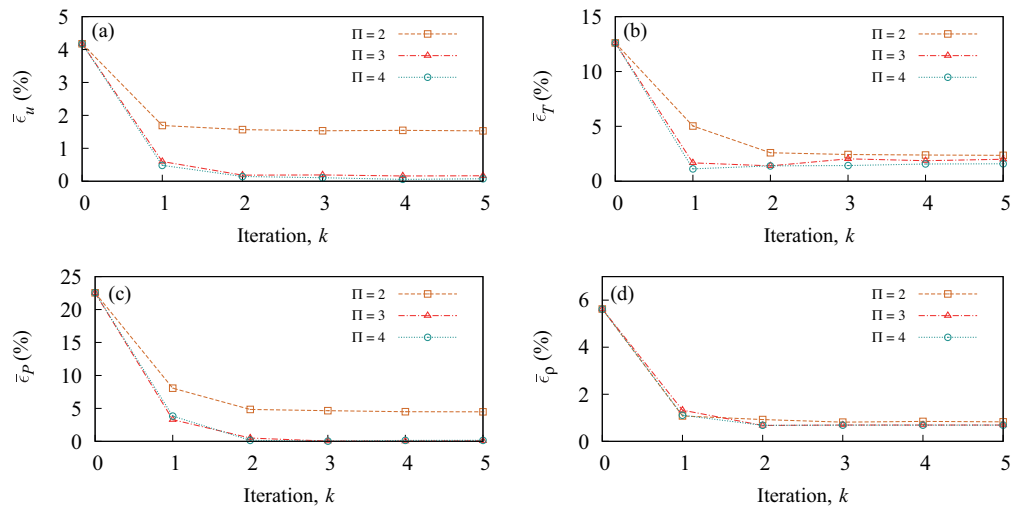 (a)
ε̄u (%)
5
4
3
2
1
0
Π = 2
Π = 3
Π = 4
0 1 2 3 4 5
Iteration, k
(b)
ε̄T (%)
15
10
5
0
Π = 2
Π = 3
Π = 4
0 1 2 3 4 5
Iteration, k
(c)
ε̄P (%)
25
20
15
10
5
0
Π = 2
Π = 3
Π = 4
0 1 2 3 4 5
Iteration, k
(d)
ε̄ρ (%)
6
4
2
0
Π = 2
Π = 3
Π = 4
0 1 2 3 4 5
Iteration, k